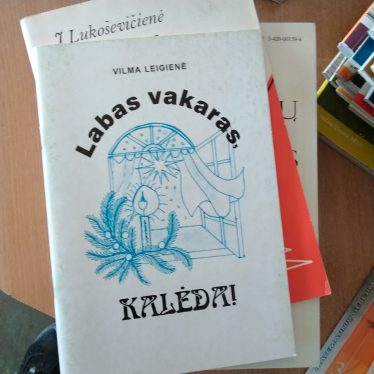 J. Lukoševičienė
VILMA LEIGIENĖ
Labas vakaras,
KALĖDA!